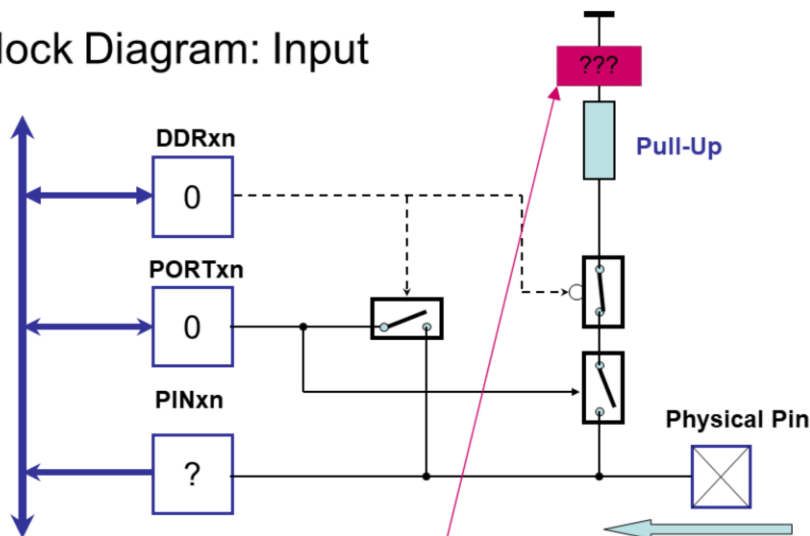 lock Diagram: Input
???
DDRxn
Pull-Up
0
PORTxn
0
PINxn
Physical Pin
?